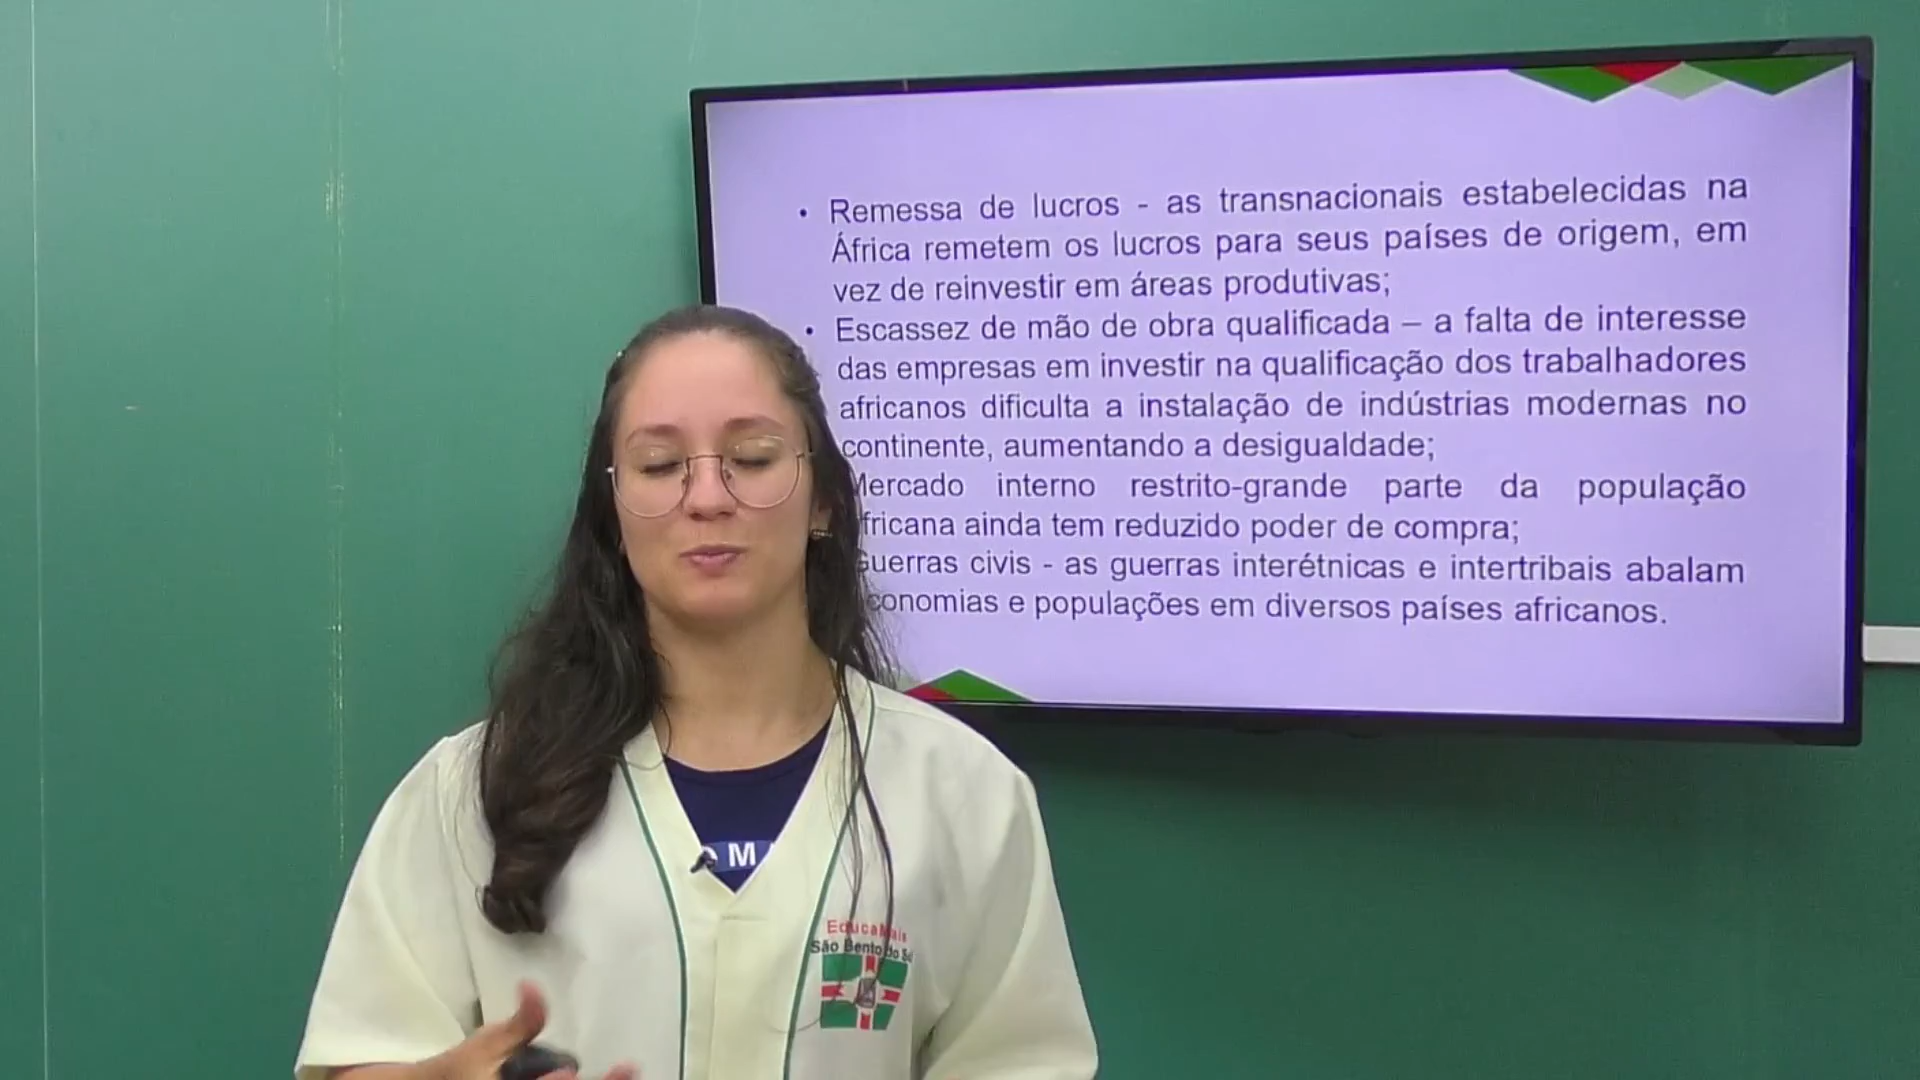 • Remessa de lucros - as transnacionais estabelecidas na
África remetem os lucros para seus países de origem, em
vez de reinvestir em áreas produtivas;
• Escassez de mão de obra qualificada – a falta de interesse
das empresas em investir na qualificação dos trabalhadores
africanos dificulta a instalação de indústrias modernas no
continente, aumentando a desigualdade;
Mercado interno restrito-grande parte da população
fricana ainda tem reduzido poder de compra;
Guerras civis - as guerras interétnicas e intertribais abalam
conomias e populações em diversos países africanos.
OMA
EducaMais
São Bento do Sul